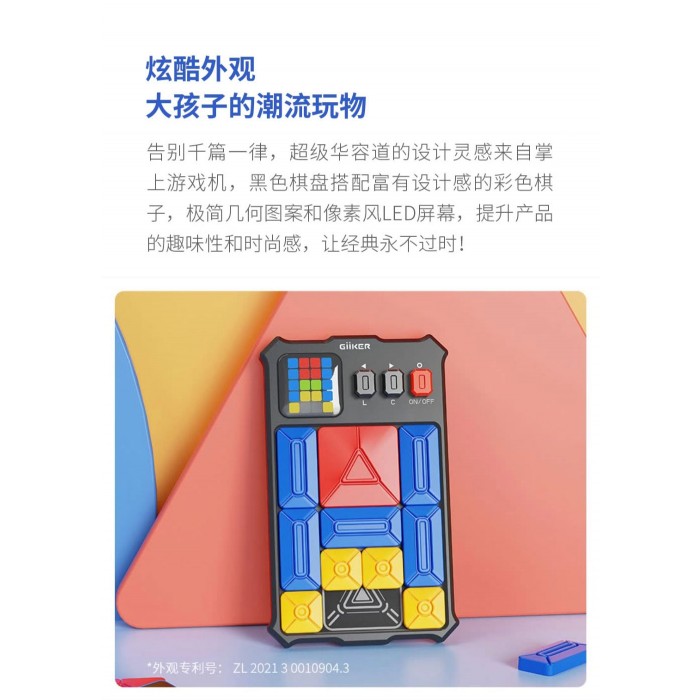 炫酷外观
大孩子的潮流玩物
告别千篇一律，超级华容道的设计灵感来自掌
上游戏机，黑色棋盘搭配富有设计感的彩色棋
子，极简几何图案和像素风LED屏幕，提升产品
的趣味性和时尚感，让经典永不过时！
GiiKER
L C ON/OFF
*外观专利号： ZL 2021 3 0010904.3